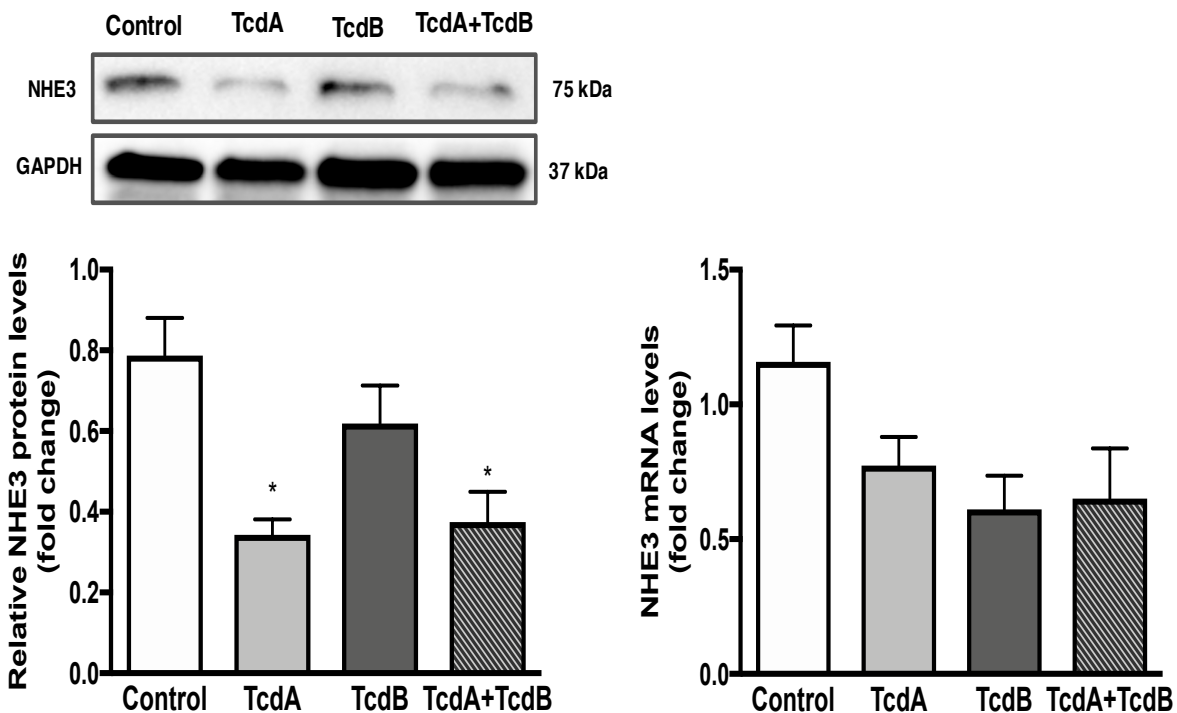 Control TcdA TcdB TcdA+TcdB
NHE3 75 kDa
GAPDH 37 kDa
Relative NHE3 protein levels
(fold change)
1.0
0.8
0.6
0.4
0.2
0.0
* *
Control TcdA TcdB TcdA+TcdB
NHE3 mRNA levels
(fold change)
1.5
1.0
0.5
0.0
Control TcdA TcdB TcdA+TcdB